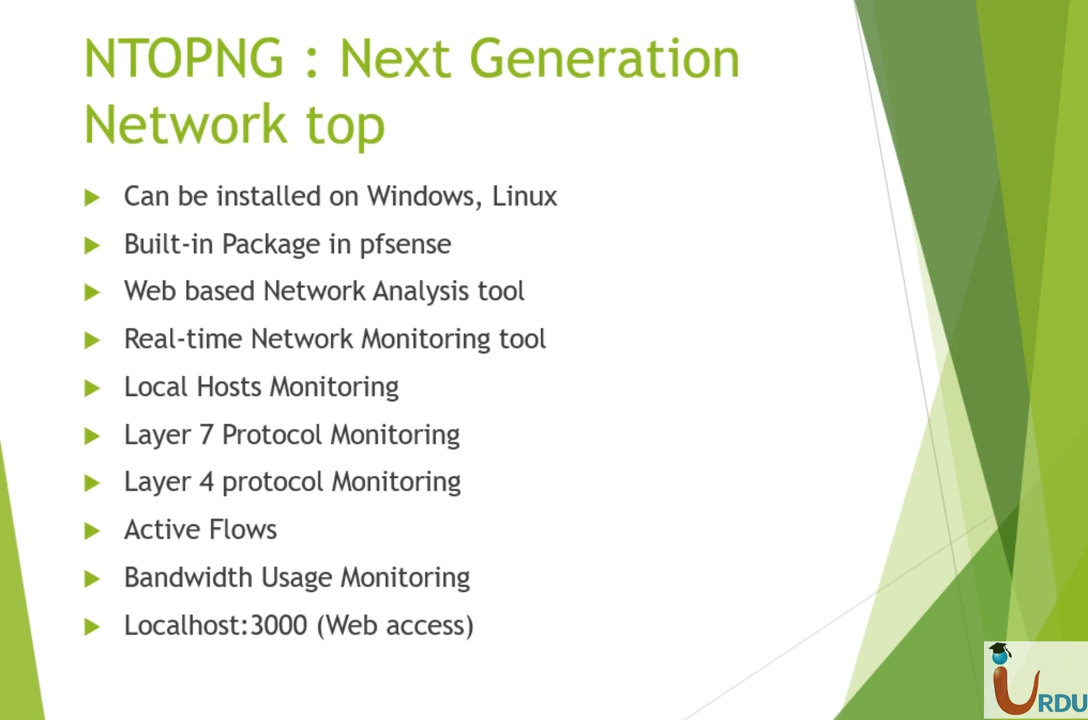 NTOPNG : Next Generation
Network top
Can be installed on Windows, Linux
Built-in Package in pfsense
Web based Network Analysis tool
Real-time Network Monitoring tool
Local Hosts Monitoring
Layer 7 Protocol Monitoring
Layer 4 protocol Monitoring
Active Flows
Bandwidth Usage Monitoring
Localhost:3000 (Web access)
iURDU